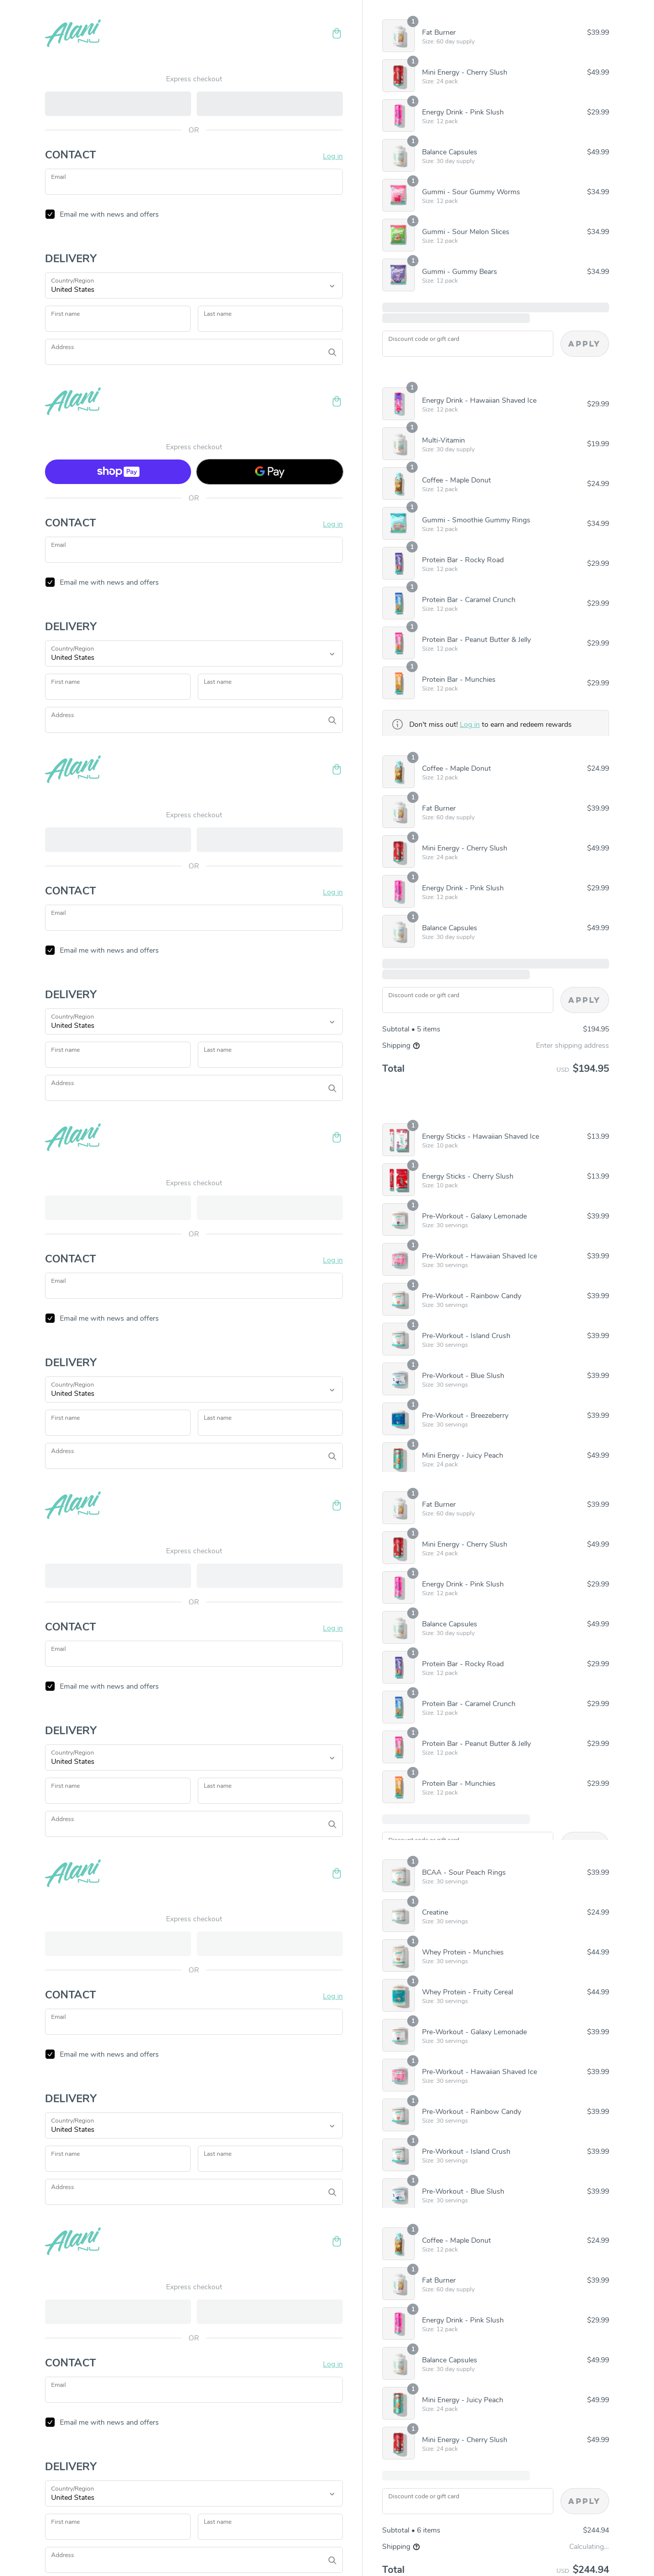 Alani NU
Express checkout
OR
CONTACT
Log in
Email
Email me with news and offers
DELIVERY
Country/Region
United States
First name
Last name
Address
1
Fat Burner
$39.99
Size: 60 day supply
1
Mini Energy - Cherry Slush
$49.99
Size: 24 pack
1
Energy Drink - Pink Slush
$29.99
Size: 12 pack
1
Balance Capsules
$49.99
Size: 30 day supply
1
Gummi - Sour Gummy Worms
$34.99
Size: 12 pack
1
Gummi - Sour Melon Slices
$34.99
Size: 12 pack
1
Gummi - Gummy Bears
$34.99
Size: 12 pack
Discount code or gift card
APPLY
Alani NU
Express checkout
shop Pay
G Pay
OR
CONTACT
Log in
Email
Email me with news and offers
DELIVERY
Country/Region
United States
First name
Last name
Address
1
Energy Drink - Hawaiian Shaved Ice
$29.99
Size: 12 pack
1
Multi-Vitamin
$19.99
Size: 30 day supply
1
Coffee - Maple Donut
$24.99
Size: 12 pack
1
Gummi - Smoothie Gummy Rings
$34.99
Size: 12 pack
1
Protein Bar - Rocky Road
$29.99
Size: 12 pack
1
Protein Bar - Caramel Crunch
$29.99
Size: 12 pack
1
Protein Bar - Peanut Butter & Jelly
$29.99
Size: 12 pack
1
Protein Bar - Munchies
$29.99
Size: 12 pack
Don't miss out! Log in to earn and redeem rewards
Alani NU
Express checkout
OR
CONTACT
Log in
Email
Email me with news and offers
DELIVERY
Country/Region
United States
First name
Last name
Address
1
Coffee - Maple Donut
$24.99
Size: 12 pack
1
Fat Burner
$39.99
Size: 60 day supply
1
Mini Energy - Cherry Slush
$49.99
Size: 24 pack
1
Energy Drink - Pink Slush
$29.99
Size: 12 pack
1
Balance Capsules
$49.99
Size: 30 day supply
Discount code or gift card
APPLY
Subtotal • 5 items
$194.95
Shipping
Enter shipping address
Total
USD $194.95
Alani NU
Express checkout
OR
CONTACT
Log in
Email
Email me with news and offers
DELIVERY
Country/Region
United States
First name
Last name
Address
1
Energy Sticks - Hawaiian Shaved Ice
$13.99
Size: 10 pack
1
Energy Sticks - Cherry Slush
$13.99
Size: 10 pack
1
Pre-Workout - Galaxy Lemonade
$39.99
Size: 30 servings
1
Pre-Workout - Hawaiian Shaved Ice
$39.99
Size: 30 servings
1
Pre-Workout - Rainbow Candy
$39.99
Size: 30 servings
1
Pre-Workout - Island Crush
$39.99
Size: 30 servings
1
Pre-Workout - Blue Slush
$39.99
Size: 30 servings
1
Pre-Workout - Breezeberry
$39.99
Size: 30 servings
1
Mini Energy - Juicy Peach
$49.99
Size: 24 pack
Alani NU
Express checkout
OR
CONTACT
Log in
Email
Email me with news and offers
DELIVERY
Country/Region
United States
First name
Last name
Address
1
Fat Burner
$39.99
Size: 60 day supply
1
Mini Energy - Cherry Slush
$49.99
Size: 24 pack
1
Energy Drink - Pink Slush
$29.99
Size: 12 pack
1
Balance Capsules
$49.99
Size: 30 day supply
1
Protein Bar - Rocky Road
$29.99
Size: 12 pack
1
Protein Bar - Caramel Crunch
$29.99
Size: 12 pack
1
Protein Bar - Peanut Butter & Jelly
$29.99
Size: 12 pack
1
Protein Bar - Munchies
$29.99
Size: 12 pack
Discount code or gift card
Alani NU
Express checkout
OR
CONTACT
Log in
Email
Email me with news and offers
DELIVERY
Country/Region
United States
First name
Last name
Address
1
BCAA - Sour Peach Rings
$39.99
Size: 30 servings
1
Creatine
$24.99
Size: 30 servings
1
Whey Protein - Munchies
$44.99
Size: 30 servings
1
Whey Protein - Fruity Cereal
$44.99
Size: 30 servings
1
Pre-Workout - Galaxy Lemonade
$39.99
Size: 30 servings
1
Pre-Workout - Hawaiian Shaved Ice
$39.99
Size: 30 servings
1
Pre-Workout - Rainbow Candy
$39.99
Size: 30 servings
1
Pre-Workout - Island Crush
$39.99
Size: 30 servings
1
Pre-Workout - Blue Slush
$39.99
Size: 30 servings
Alani NU
Express checkout
OR
CONTACT
Log in
Email
Email me with news and offers
DELIVERY
Country/Region
United States
First name
Last name
Address
1
Coffee - Maple Donut
$24.99
Size: 12 pack
1
Fat Burner
$39.99
Size: 60 day supply
1
Energy Drink - Pink Slush
$29.99
Size: 12 pack
1
Balance Capsules
$49.99
Size: 30 day supply
1
Mini Energy - Juicy Peach
$49.99
Size: 24 pack
1
Mini Energy - Cherry Slush
$49.99
Size: 24 pack
Discount code or gift card
APPLY
Subtotal • 6 items
$244.94
Shipping
Calculating...
Total
USD $244.94